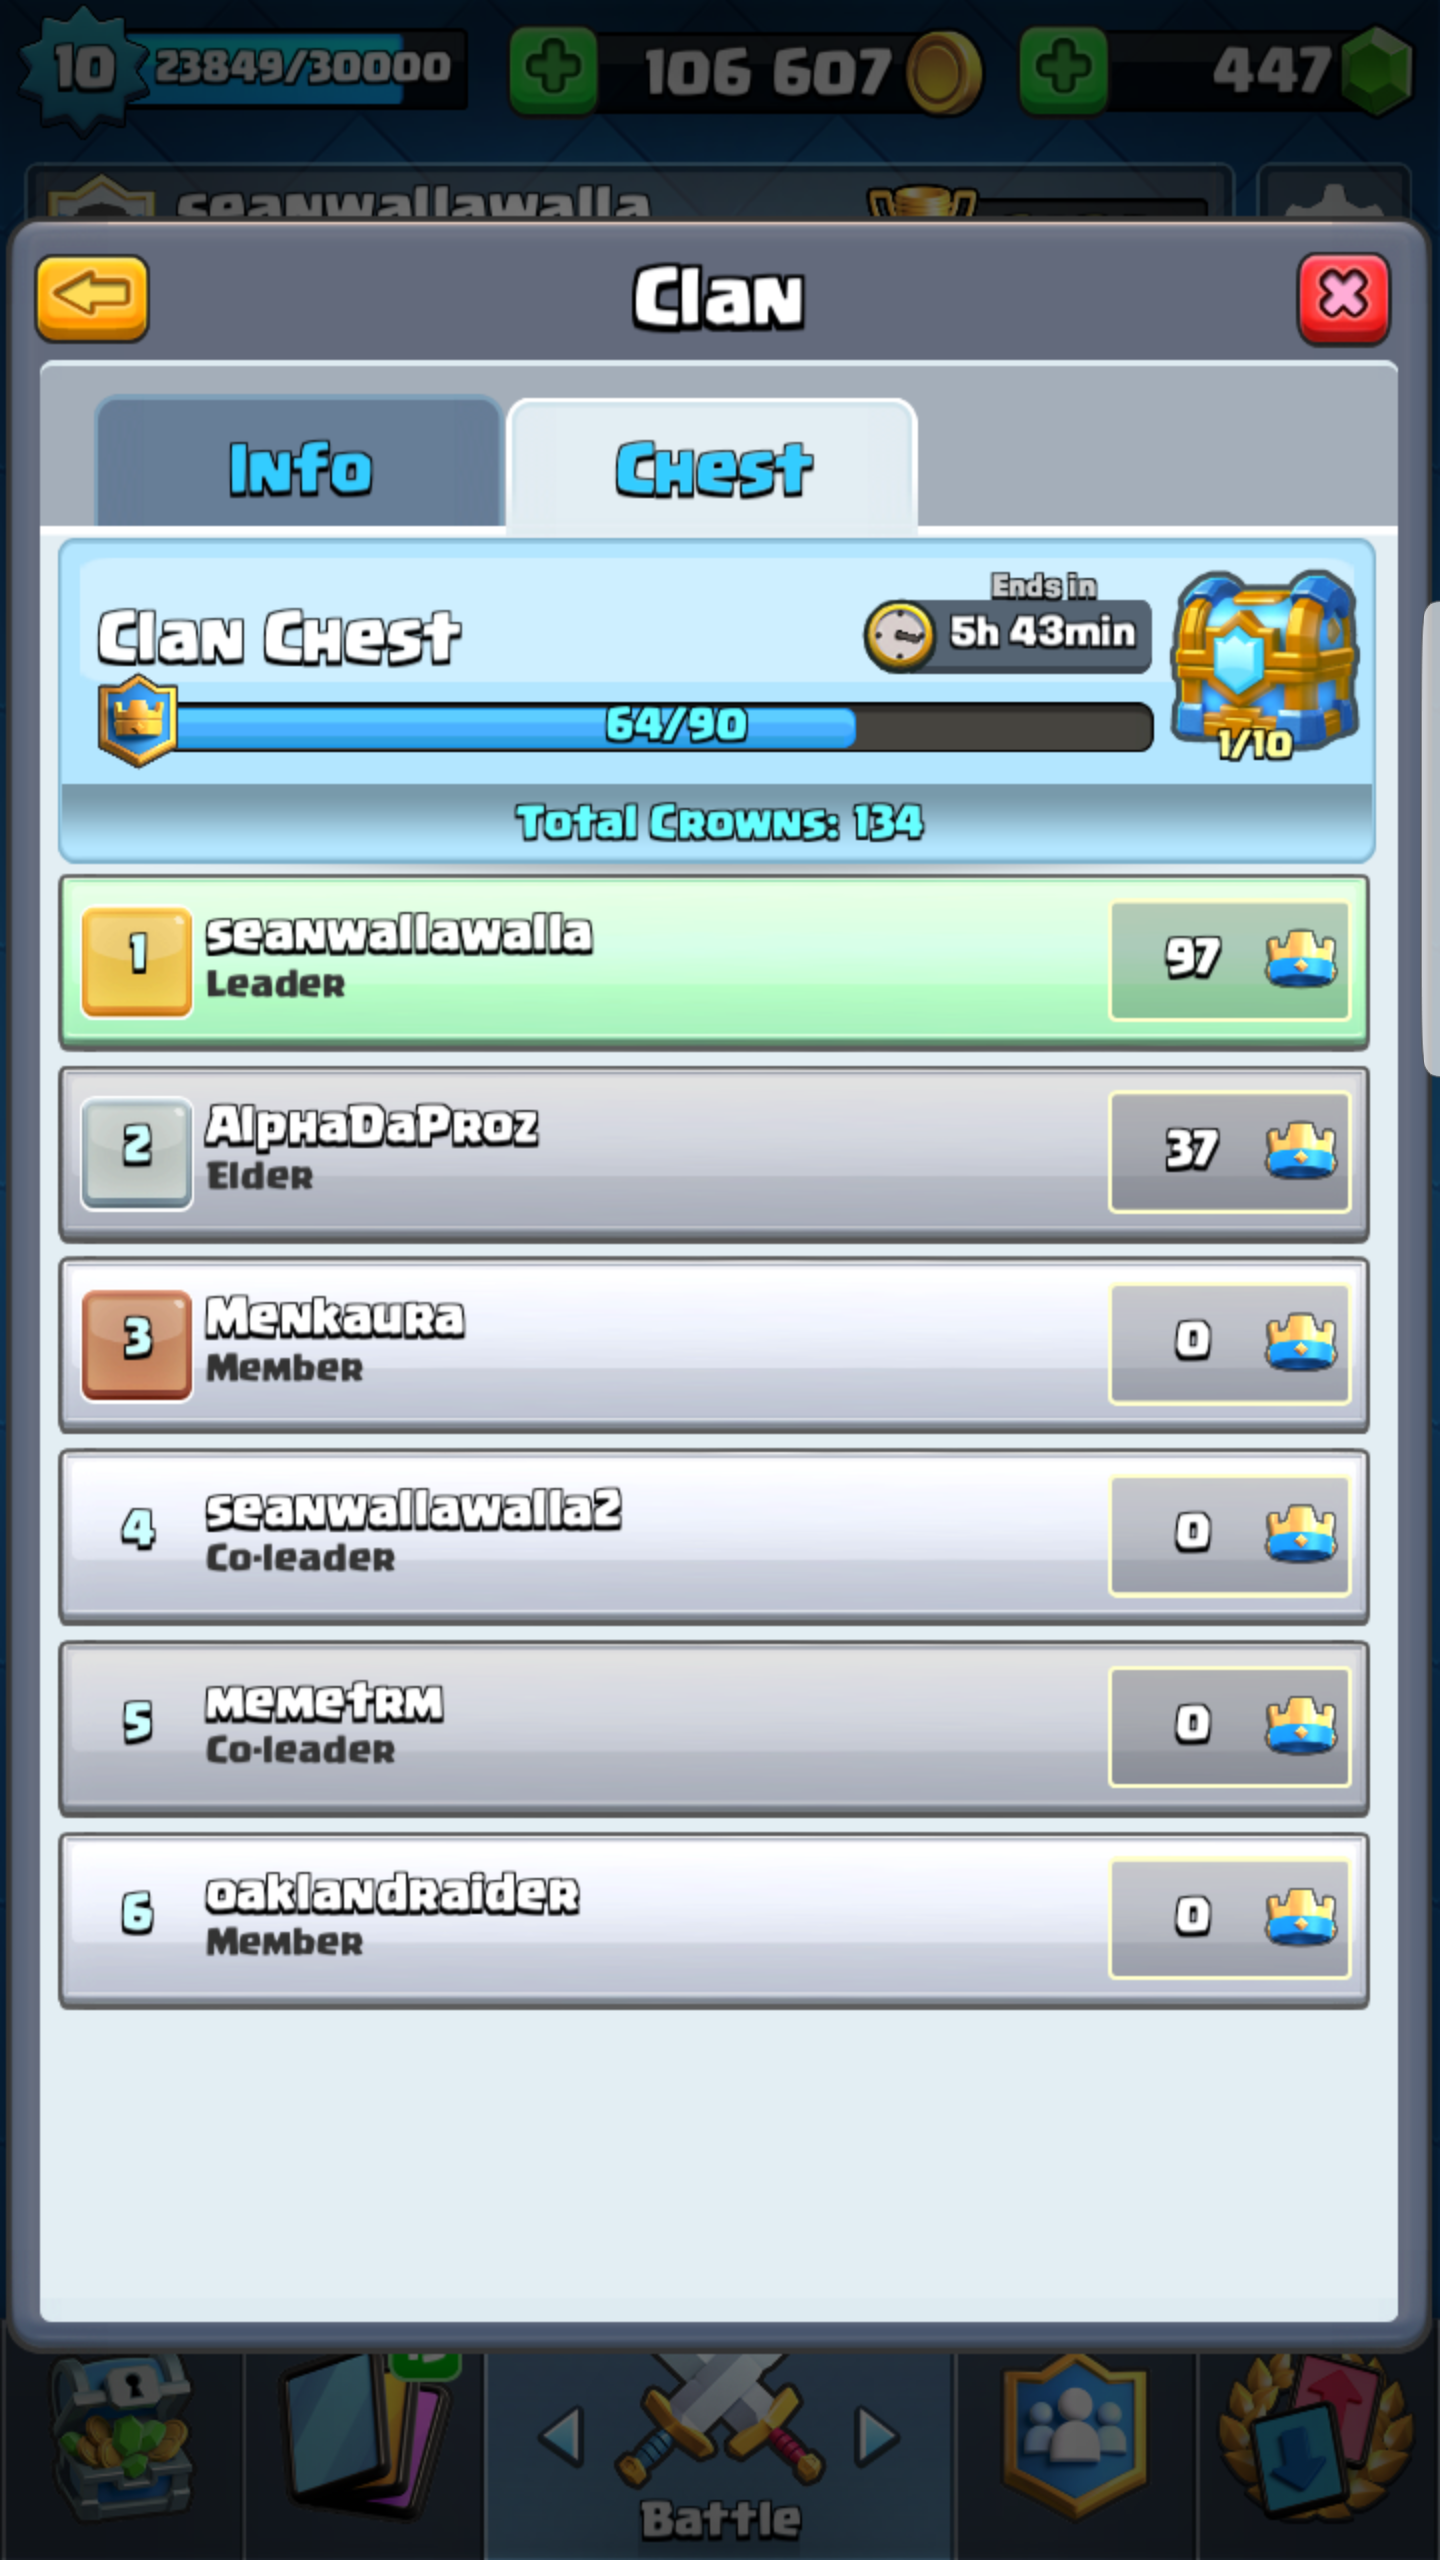 10 23849/30000 106 607 447
seanwallawalla
Clan
Info Chest
Ends in
Clan Chest 5h 43min
64/90 1/10
Total Crowns: 134
1 seanwallawalla 97
Leader
2 AlphaDaProz 37
Elder
3 Menkaura 0
Member
4 seanwallawalla2 0
Co-leader
5 memetrm 0
Co-leader
6 oaklandraider 0
Member
Battle